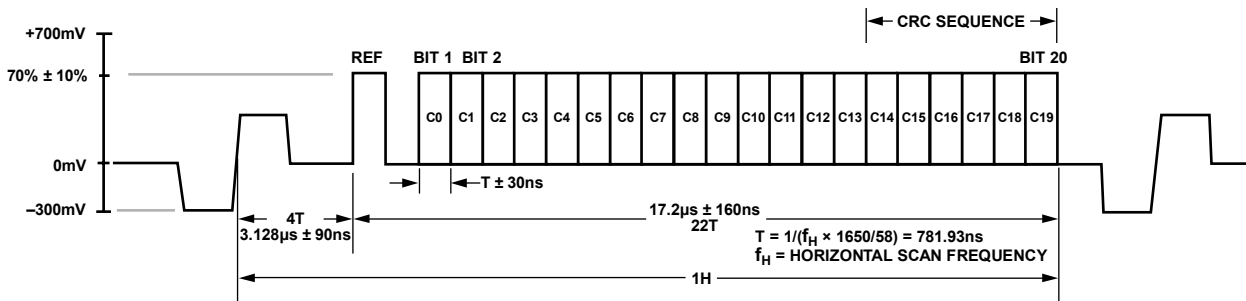 CRC SEQUENCE
+700mV
REF
BIT 1 BIT 2
BIT 20
70% ± 10%
C0 C1 C2 C3 C4 C5 C6 C7 C8 C9 C10 C11 C12 C13 C14 C15 C16 C17 C18 C19
0mV
T ± 30ns
–300mV
4T
3.128µs ± 90ns
17.2µs ± 160ns
22T
T = 1/(fH × 1650/58) = 781.93ns
fH = HORIZONTAL SCAN FREQUENCY
1H